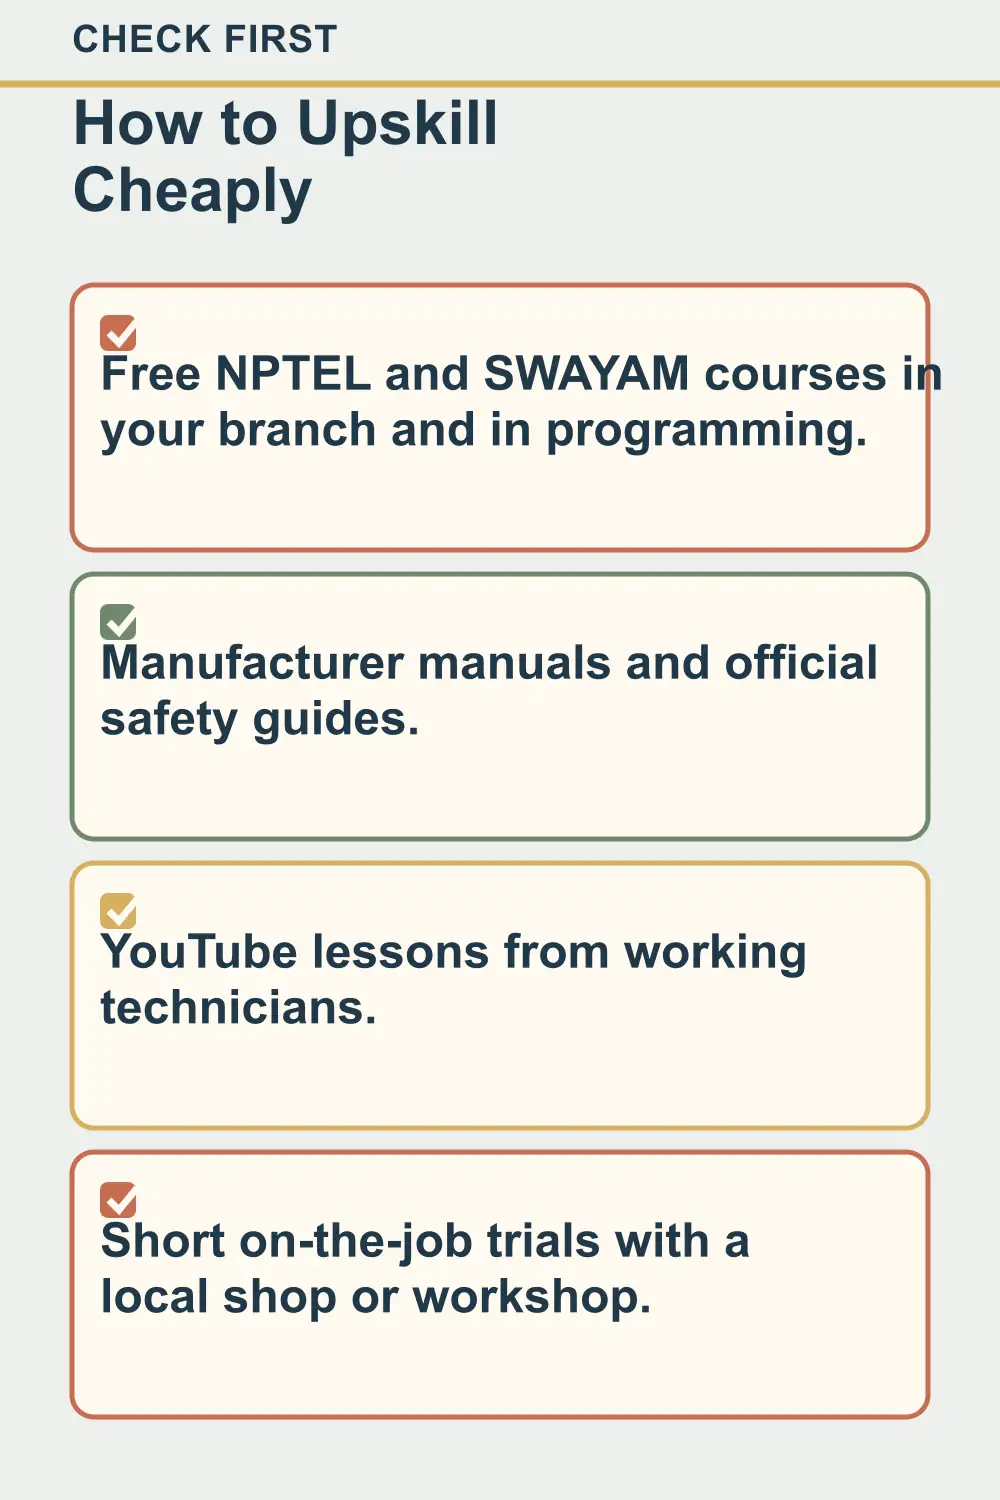 CHECK FIRST
How to Upskill
Cheaply
Free NPTEL and SWAYAM courses in
your branch and in programming.
Manufacturer manuals and official
safety guides.
YouTube lessons from working
technicians.
Short on-the-job trials with a
local shop or workshop.